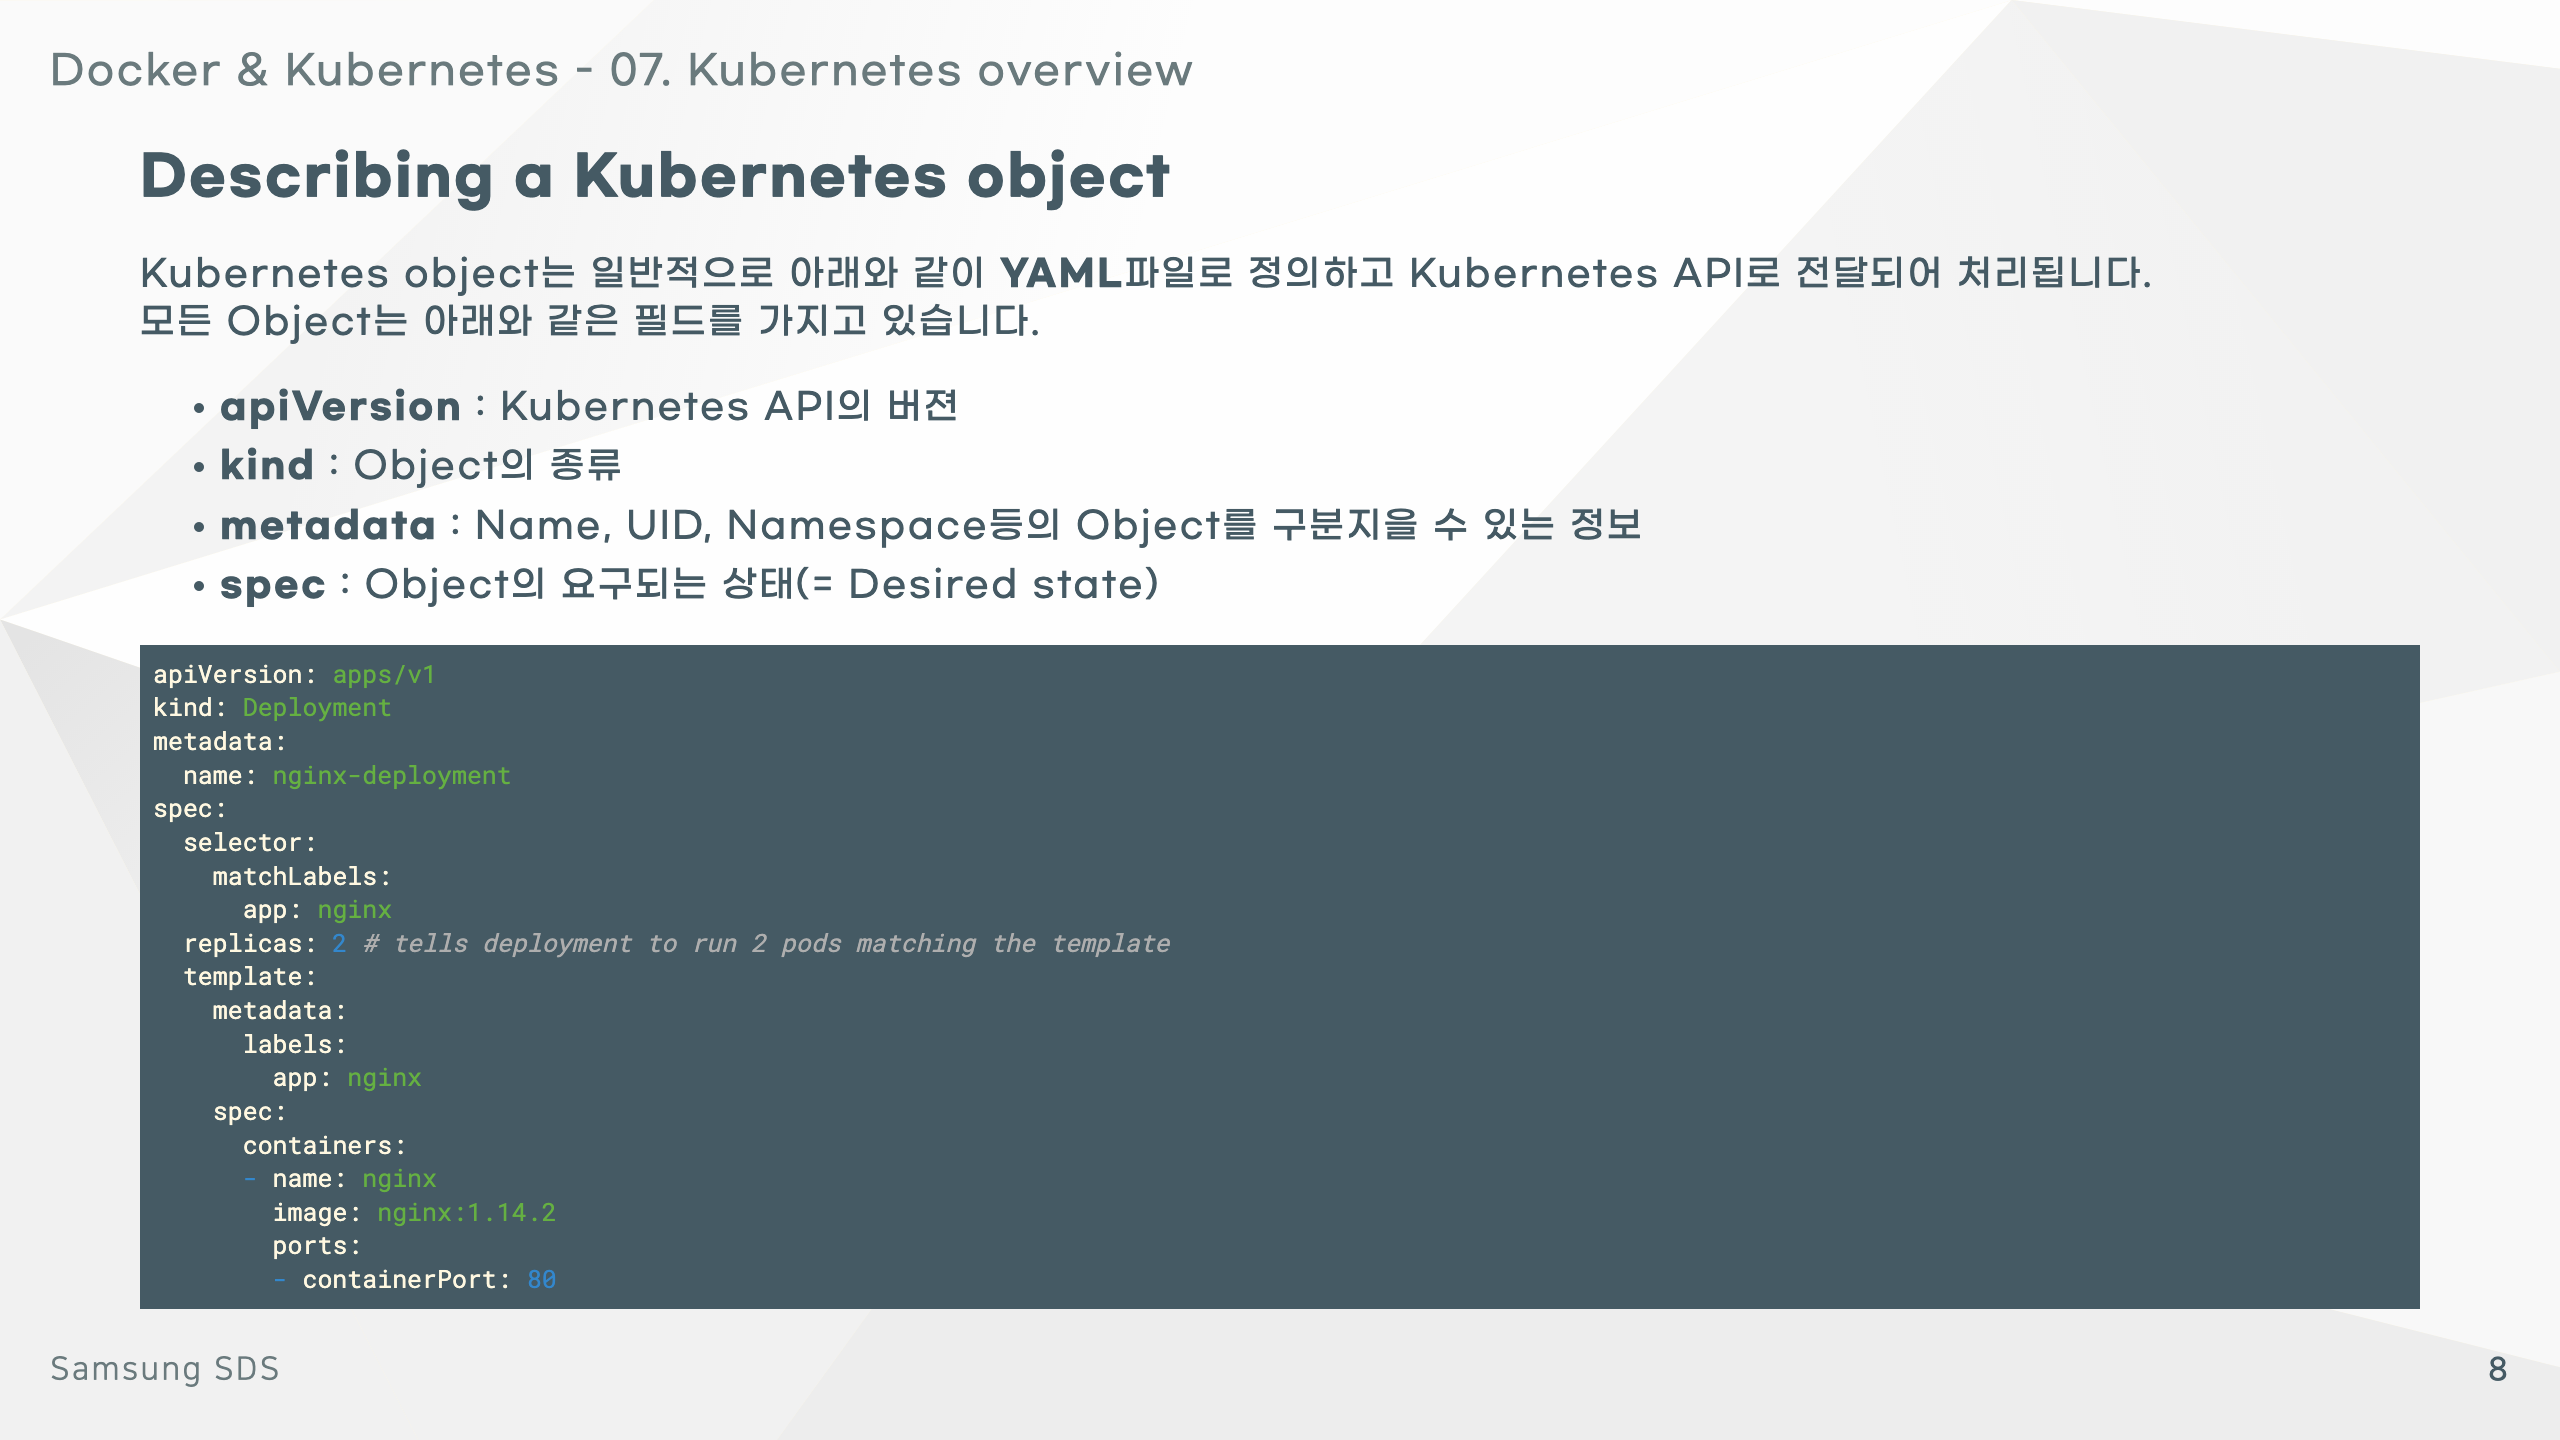 Docker & Kubernetes - 07. Kubernetes overview
Describing a Kubernetes object
Kubernetes object는 일반적으로 아래와 같이 YAML파일로 정의하고 Kubernetes API로 전달되어 처리됩니다.
모든 Object는 아래와 같은 필드를 가지고 있습니다.
• apiVersion : Kubernetes API의 버젼
• kind : Object의 종류
• metadata : Name, UID, Namespace등의 Object를 구분지을 수 있는 정보
• spec : Object의 요구되는 상태(= Desired state)
apiVersion: apps/v1
kind: Deployment
metadata:
  name: nginx-deployment
spec:
  selector:
    matchLabels:
      app: nginx
  replicas: 2 # tells deployment to run 2 pods matching the template
  template:
    metadata:
      labels:
        app: nginx
    spec:
      containers:
      - name: nginx
        image: nginx:1.14.2
        ports:
        - containerPort: 80
Samsung SDS
8